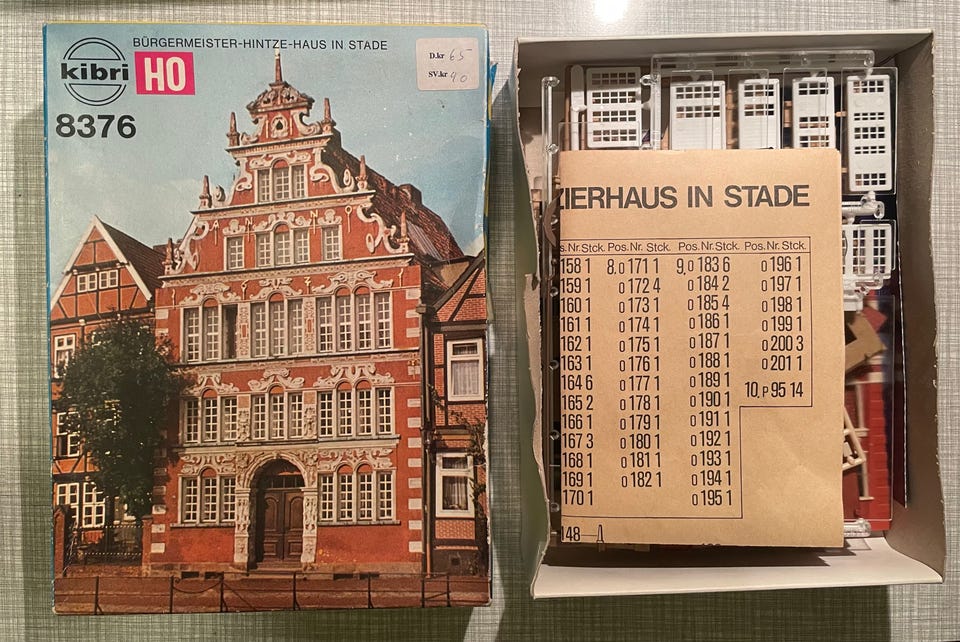 BÜRGERMEISTER-HINTZE-HAUS IN STADE
kibri HO
8376
D.kr 65
SV.kr
ANNO
ZIERHAUS IN STADE
s.Nr. Stck. Pos.Nr. Stck. Pos.Nr. Stck. Pos.Nr. Stck.
158 1 8.0 171 1 9.0 183 6 0 196 1
159 1 0 172 4 0 184 2 0 197 1
160 1 0 173 1 0 185 4 0 198 1
161 1 0 174 1 0 186 1 0 199 1
162 1 0 175 1 0 187 1 0 200 3
163 1 0 176 1 0 188 1 0 201 1
164 6 0 177 1 0 189 1 10.P 95 14
165 2 0 178 1 0 190 1
166 1 0 179 1 0 191 1
167 3 0 180 1 0 192 1
168 1 0 181 1 0 193 1
169 1 0 182 1 0 194 1
170 1 0 195 1
148